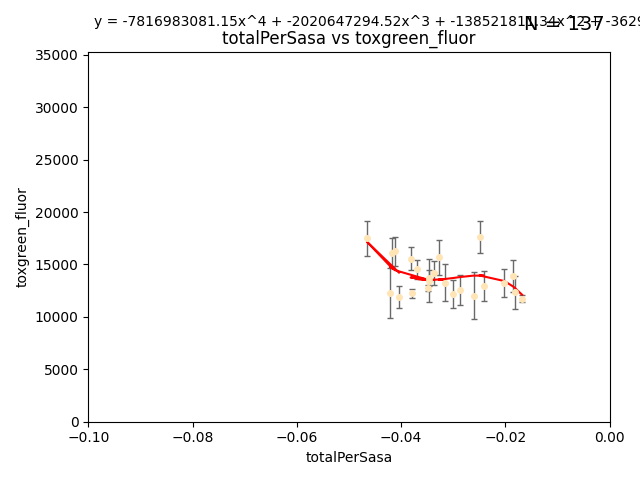 y = -7816983081.15x^4 + -2020647294.52x^3 +
N = 137
totalPerSasa vs toxgreen_fluor
35000
30000
25000
20000
15000
10000
5000
0
toxgreen_fluor
−0.10 −0.08 −0.06 −0.04 −0.02 0.00
totalPerSasa